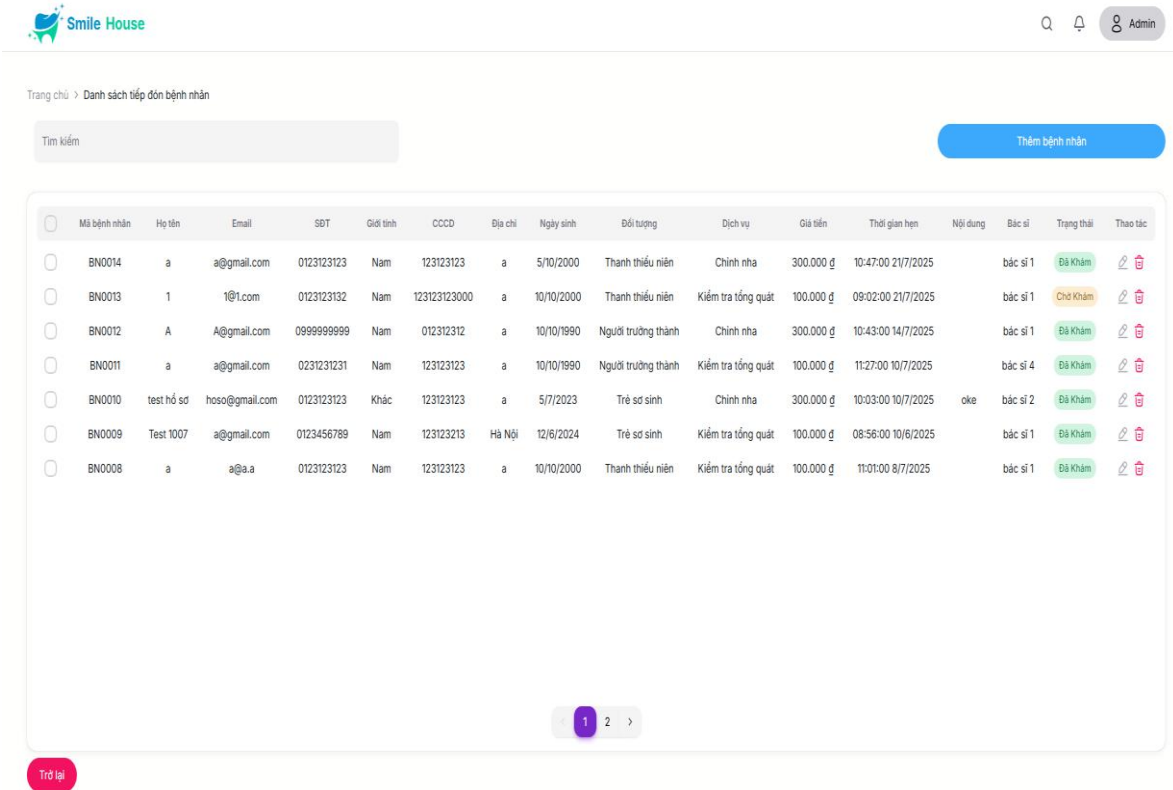 Smile House
Admin
Trang chủ > Danh sách tiếp đón bệnh nhân
Tìm kiếm
Thêm bệnh nhân
Mã bệnh nhân Họ tên Email SĐT Giới tính CCCD Địa chỉ Ngày sinh Đối tượng Dịch vụ Giá tiền Thời gian hẹn Nội dung Bác sĩ Trạng thái Thao tác
BN0014 a a@gmail.com 0123123123 Nam 123123123 a 5/10/2000 Thanh thiếu niên Chỉnh nha 300.000 đ 10:47:00 21/7/2025 bác sĩ 1 Đã Khám
BN0013 1 1@1.com 0123123132 Nam 123123123000 a 10/10/2000 Thanh thiếu niên Kiểm tra tổng quát 100.000 đ 09:02:00 21/7/2025 bác sĩ 1 Chờ Khám
BN0012 A A@gmail.com 0999999999 Nam 012312312 a 10/10/1990 Người trưởng thành Chỉnh nha 300.000 đ 10:43:00 14/7/2025 bác sĩ 1 Đã Khám
BN0011 a a@gmail.com 0231231231 Nam 123123123 a 10/10/1990 Người trưởng thành Kiểm tra tổng quát 100.000 đ 11:27:00 10/7/2025 bác sĩ 4 Đã Khám
BN0010 test hồ sơ hoso@gmail.com 0123123123 Khác 123123123 a 5/7/2023 Trẻ sơ sinh Chỉnh nha 300.000 đ 10:03:00 10/7/2025 oke bác sĩ 2 Đã Khám
BN0009 Test 1007 a@gmail.com 0123456789 Nam 123123213 Hà Nội 12/6/2024 Trẻ sơ sinh Kiểm tra tổng quát 100.000 đ 08:56:00 10/6/2025 bác sĩ 1 Đã Khám
BN0008 a a@a.a 0123123123 Nam 123123123 a 10/10/2000 Thanh thiếu niên Kiểm tra tổng quát 100.000 đ 11:01:00 8/7/2025 bác sĩ 1 Đã Khám
< 1 2 >
Trở lại